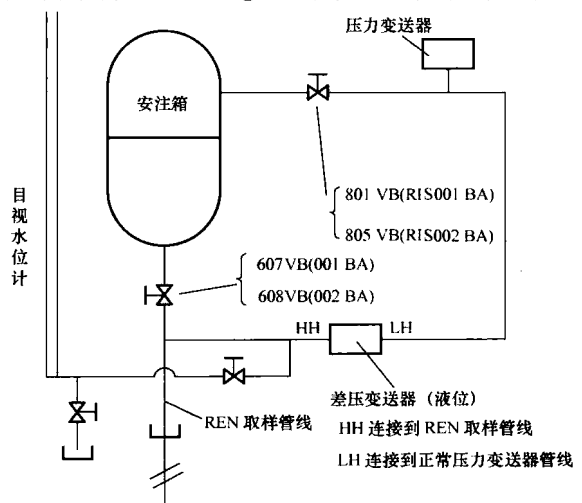 压力变送器
安注箱
目视水位计
801 VB(RIS001 BA)
805 VB(RIS002 BA)
607VB(001 BA)
608VB(002 BA)
HH
LH
差压变送器（液位）
REN 取样管线
HH 连接到 REN 取样管线
LH 连接到正常压力变送器管线